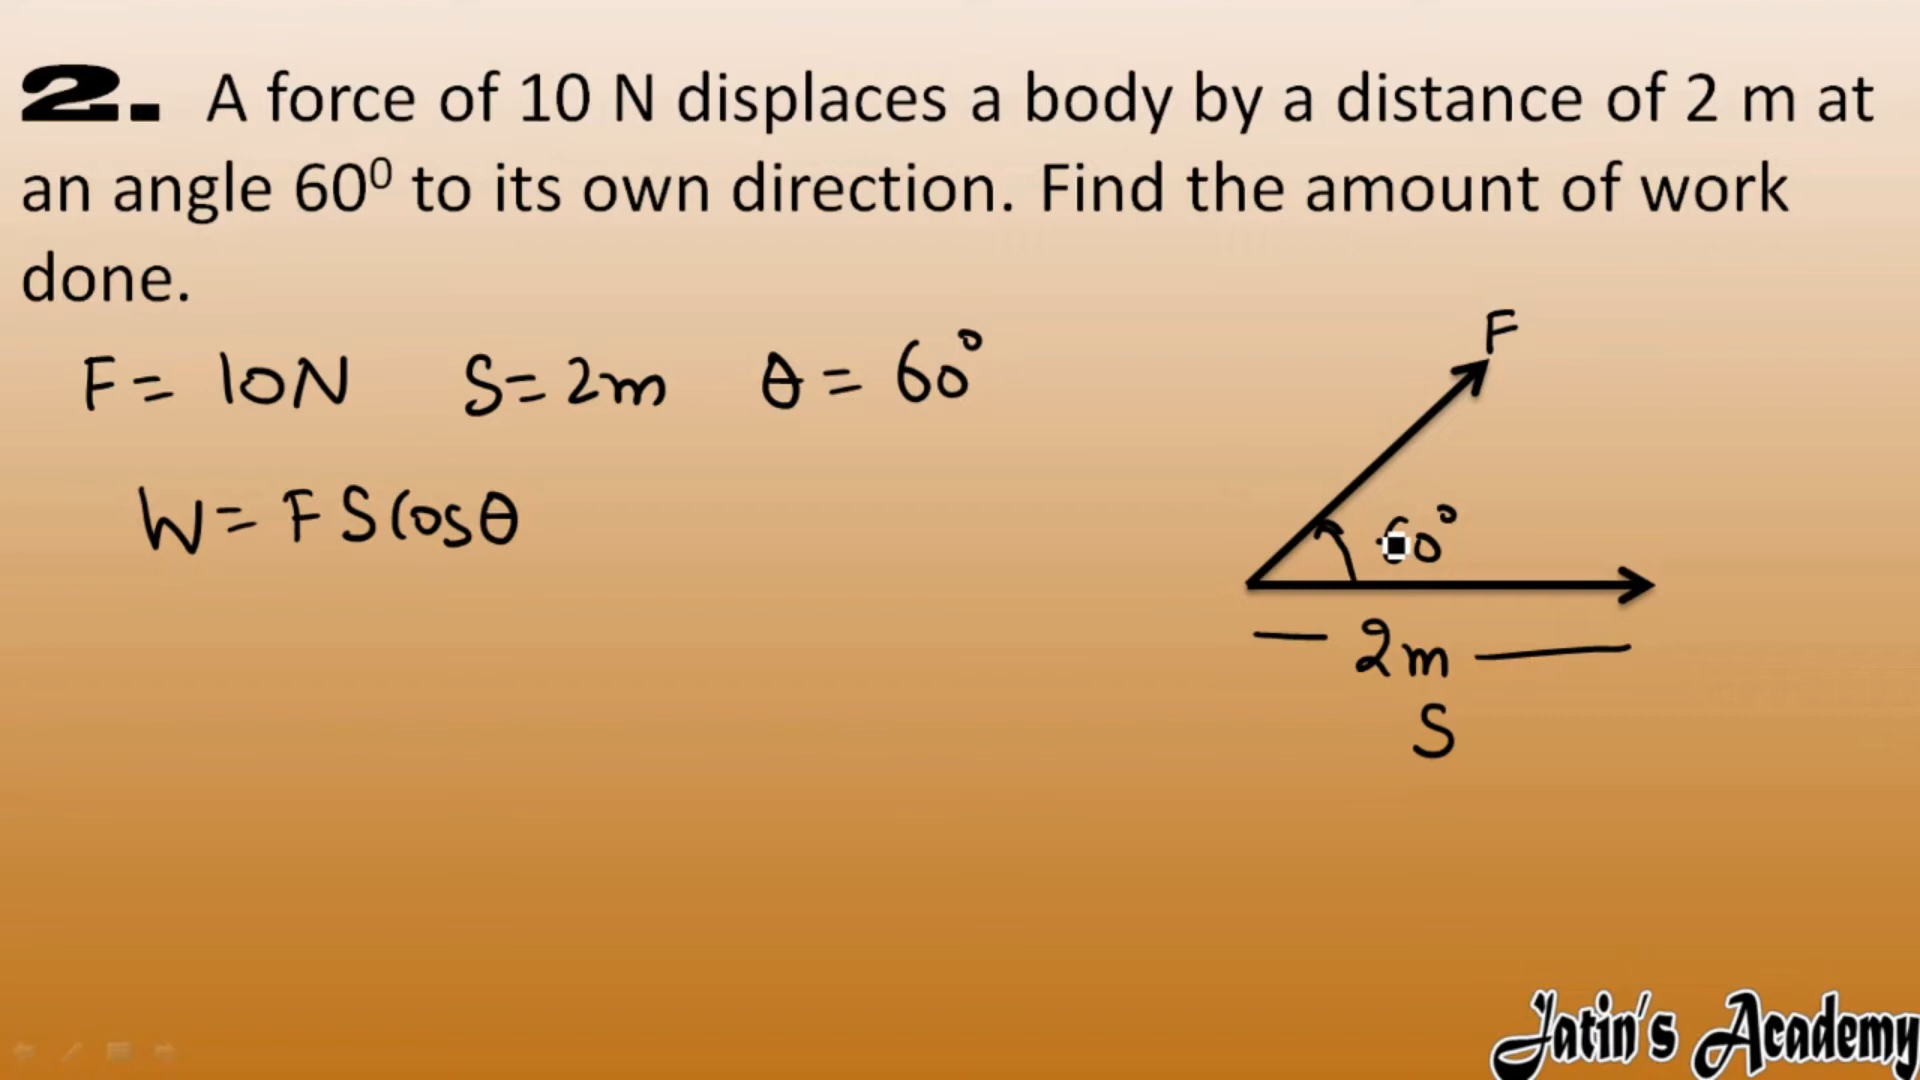 2. A force of 10 N displaces a body by a distance of 2 m at
an angle 60⁰ to its own direction. Find the amount of work
done.
F = 10N S = 2m θ = 60°
W = F S Cosθ
F
60°
2m
S
Jatin's Academy